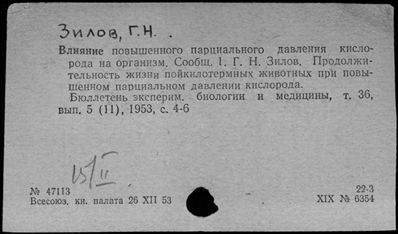 Зилов, Г.Н.
Влияние повышенного парциального давления кисло-
рода на организм. Сообщ. I. Г. Н. Зилов. Продолжи-
тельность жизни пойкилотермных животных при повы-
шенном парциальном давлении кислорода.
Бюллетень эксперим. биологии и медицины, т. 36,
вып. 5 (11), 1953, с. 4-6
15/II
№ 47113
22-3
Всесоюз. кн. палата 26 XII 53
XIX № 6354